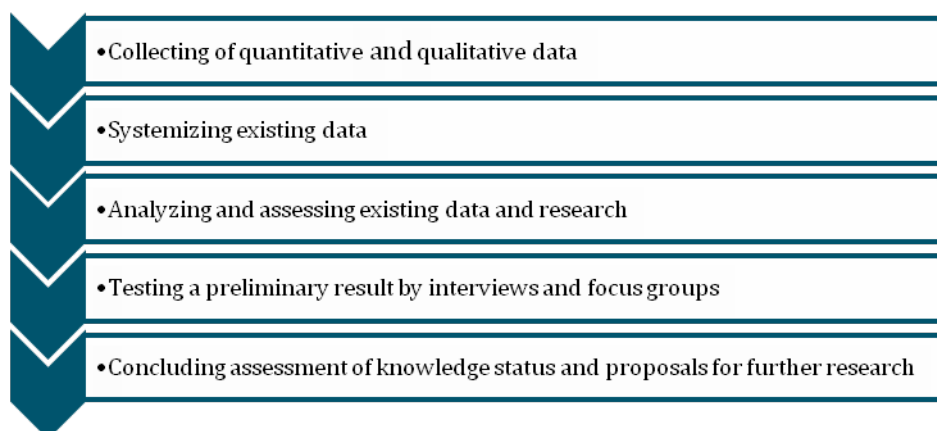 •Collecting of quantitative and qualitative data
•Systemizing existing data
•Analyzing and assessing existing data and research
•Testing a preliminary result by interviews and focus groups
•Concluding assessment of knowledge status and proposals for further research